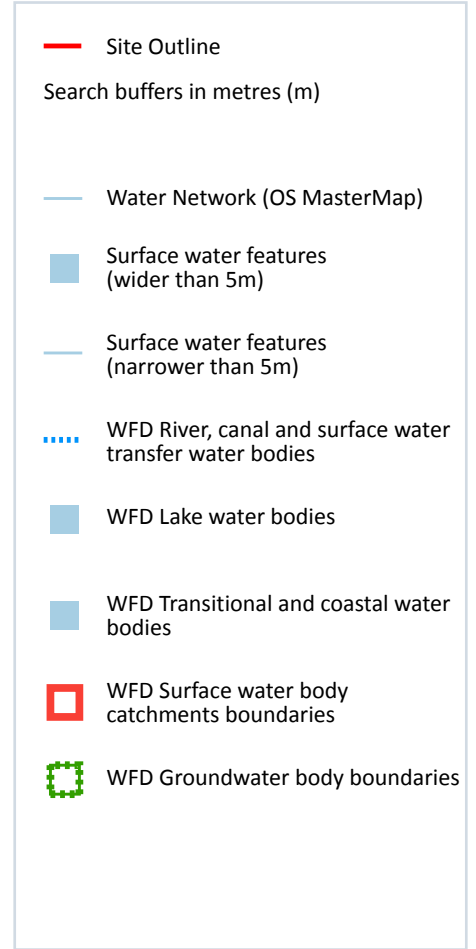 Site Outline
Search buffers in metres (m)
Water Network (OS MasterMap)
Surface water features
(wider than 5m)
Surface water features
(narrower than 5m)
WFD River, canal and surface water
transfer water bodies
WFD Lake water bodies
WFD Transitional and coastal water
bodies
WFD Surface water body
catchments boundaries
WFD Groundwater body boundaries